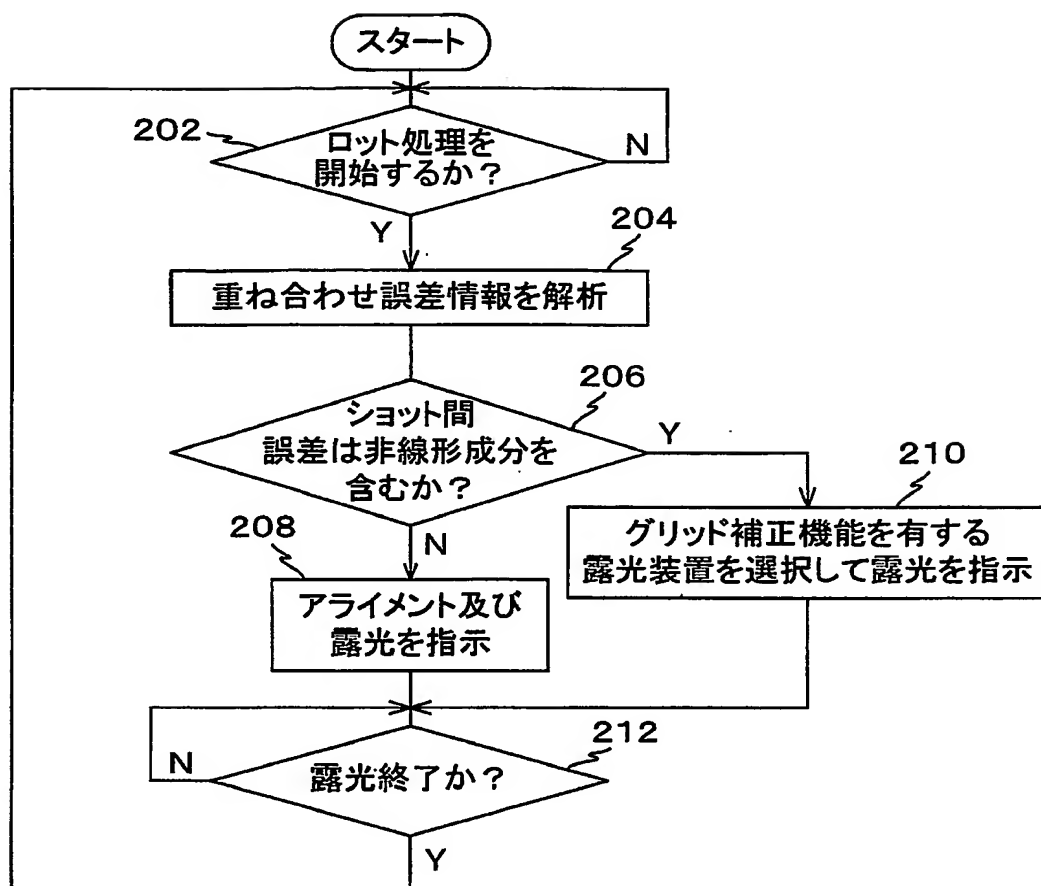 スタート
202
ロット処理を
開始するか？
N
Y
204
重ね合わせ誤差情報を解析
206
ショット間
誤差は非線形成分を
含むか？
Y
210
グリッド補正機能を有する
露光装置を選択して露光を指示
208
N
アライメント及び
露光を指示
212
N
露光終了か？
Y